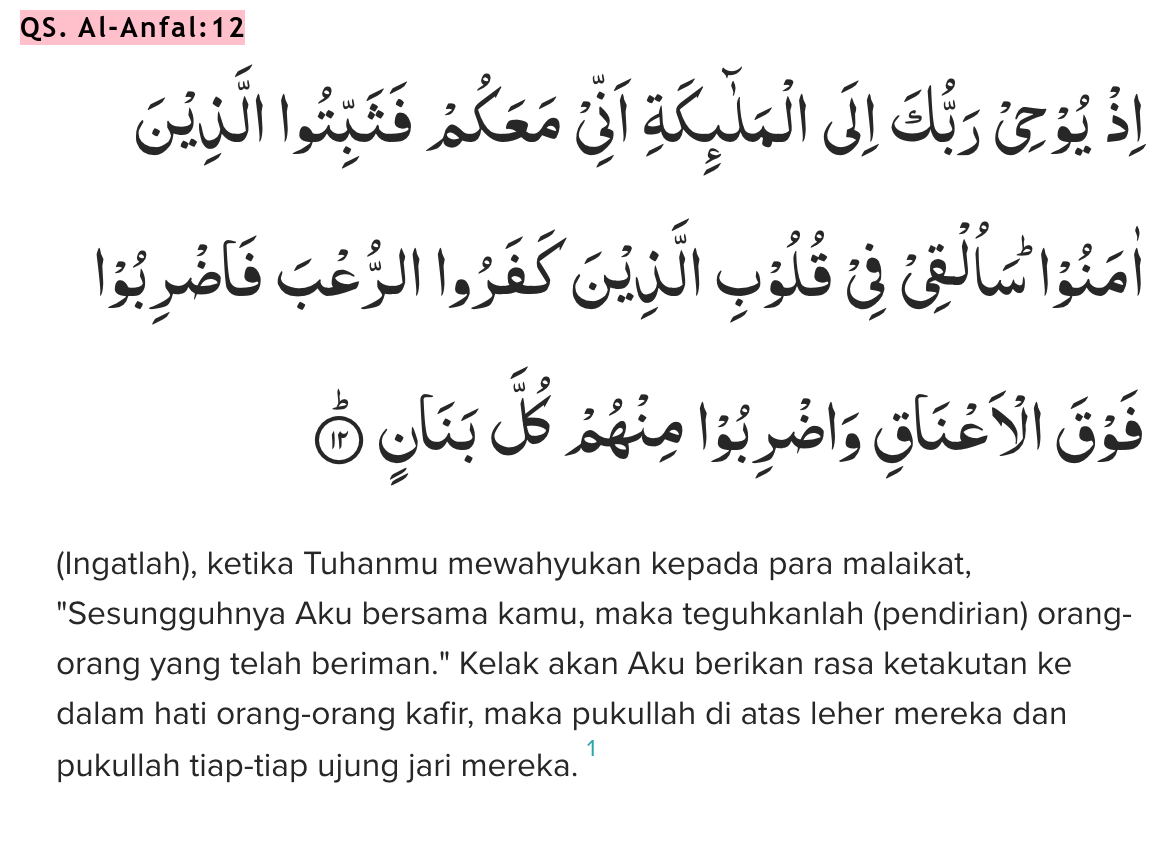 QS. Al-Anfal:12
اِذْ يُوْحِيْ رَبُّكَ اِلَى الْمَلٰۤىِٕكَةِ اَنِّيْ مَعَكُمْ فَثَبِّتُوا الَّذِيْنَ
اٰمَنُوْاۗ سَاُلْقِيْ فِيْ قُلُوْبِ الَّذِيْنَ كَفَرُوا الرُّعْبَ فَاضْرِبُوْا
فَوْقَ الْاَعْنَاقِ وَاضْرِبُوْا مِنْهُمْ كُلَّ بَنَانٍۗ ١٢
(Ingatlah), ketika Tuhanmu mewahyukan kepada para malaikat,
"Sesungguhnya Aku bersama kamu, maka teguhkanlah (pendirian) orang-
orang yang telah beriman." Kelak akan Aku berikan rasa ketakutan ke
dalam hati orang-orang kafir, maka pukullah di atas leher mereka dan
pukullah tiap-tiap ujung jari mereka. 1